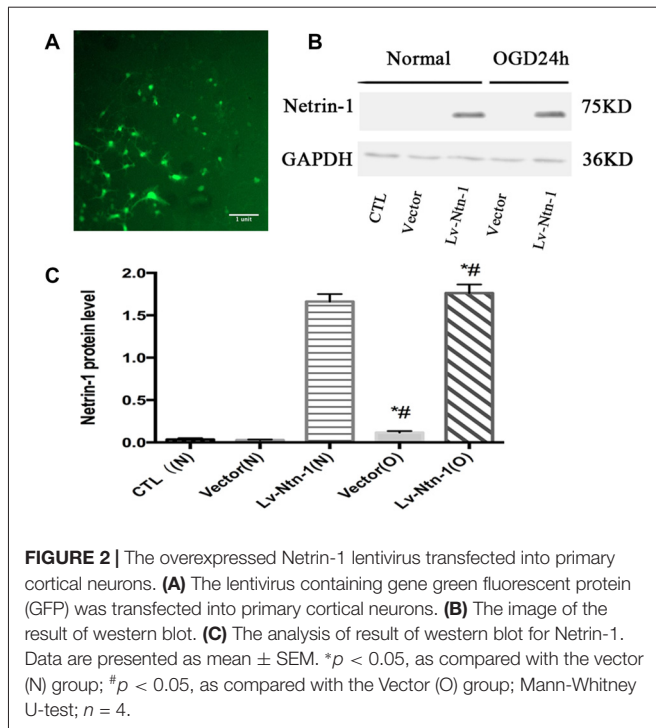 A
1 unit
B
Normal OGD24h
Netrin-1 75KD
GAPDH 36KD
CTL Vector Lv-Ntn-1 Vector Lv-Ntn-1
C
Netrin-1 protein level
2.0
1.5
1.0
0.5
0.0
*#
*#
CTL ((N) Vector(N) Lv-Ntn-1(N) Vector(O) Lv-Ntn-1(O)
FIGURE 2 | The overexpressed Netrin-1 lentivirus transfected into primary
cortical neurons. (A) The lentivirus containing gene green fluorescent protein
(GFP) was transfected into primary cortical neurons. (B) The image of the
result of western blot. (C) The analysis of result of western blot for Netrin-1.
Data are presented as mean ± SEM. *p < 0.05, as compared with the vector
(N) group; #p < 0.05, as compared with the Vector (O) group; Mann-Whitney
U-test; n = 4.